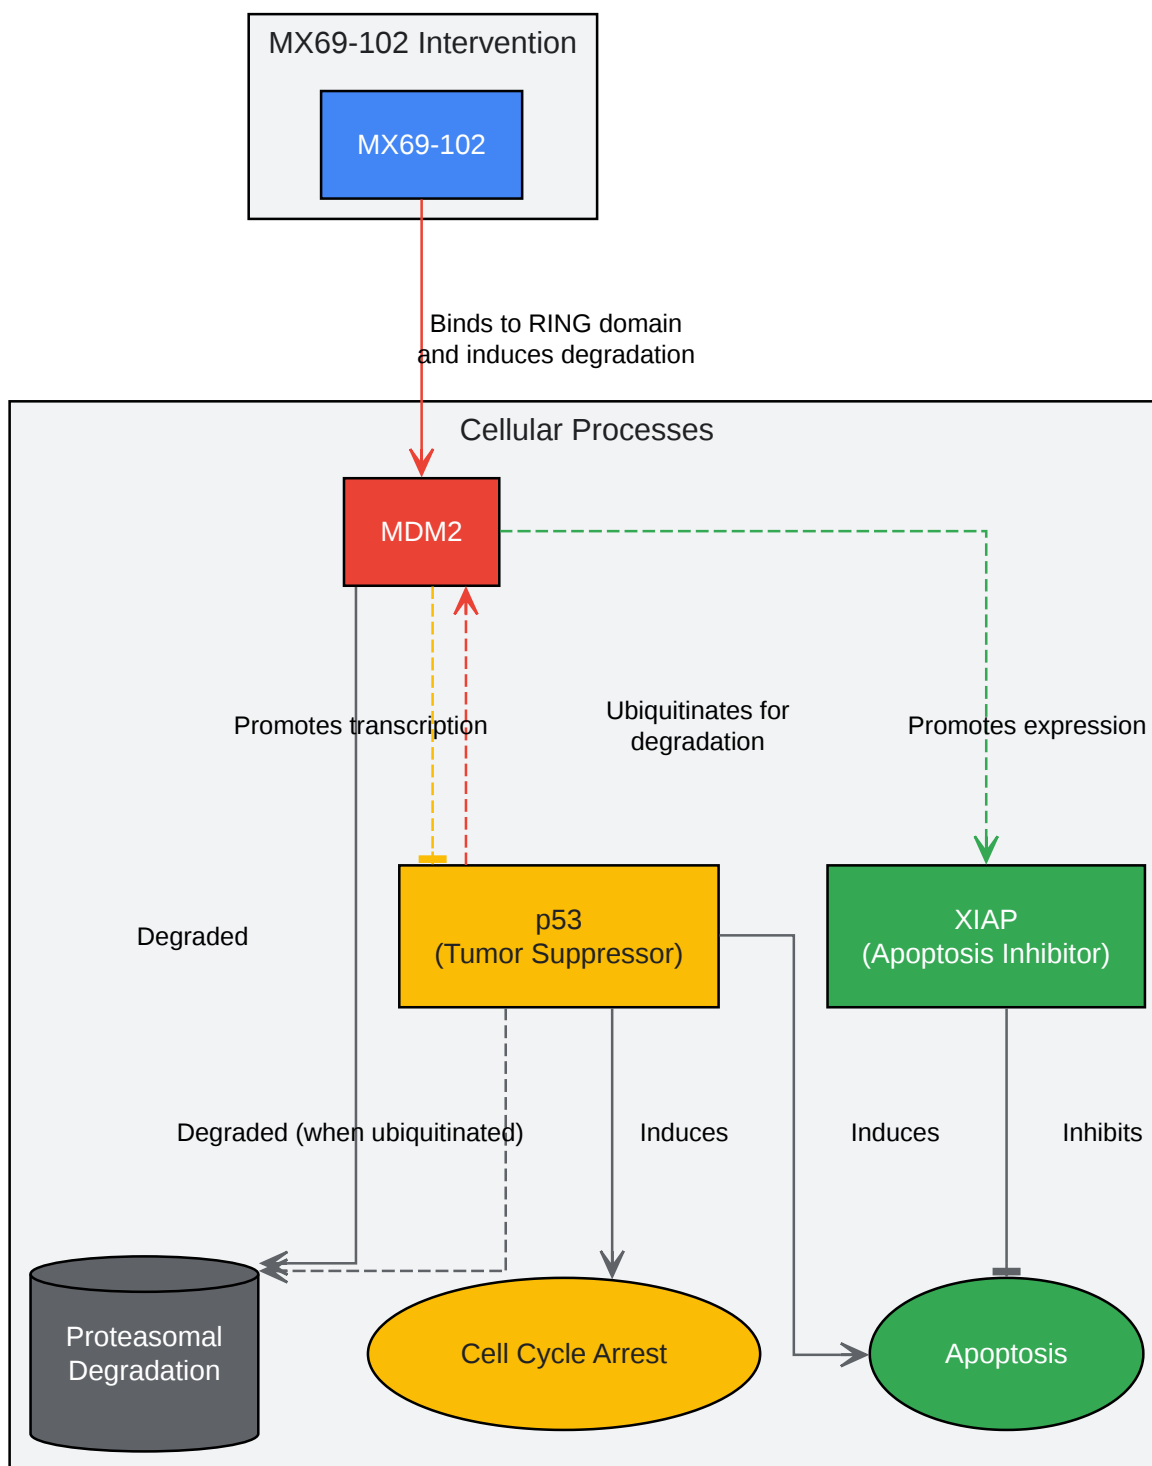 MX69-102 Intervention
MX69-102
Binds to RING domain
and induces degradation
Cellular Processes
MDM2
Promotes transcription
Ubiquitinates for
degradation
Promotes expression
Degraded
p53
(Tumor Suppressor)
XIAP
(Apoptosis Inhibitor)
Degraded (when ubiquitinated)
Induces
Induces
Inhibits
Proteasomal
Degradation
Cell Cycle Arrest
Apoptosis